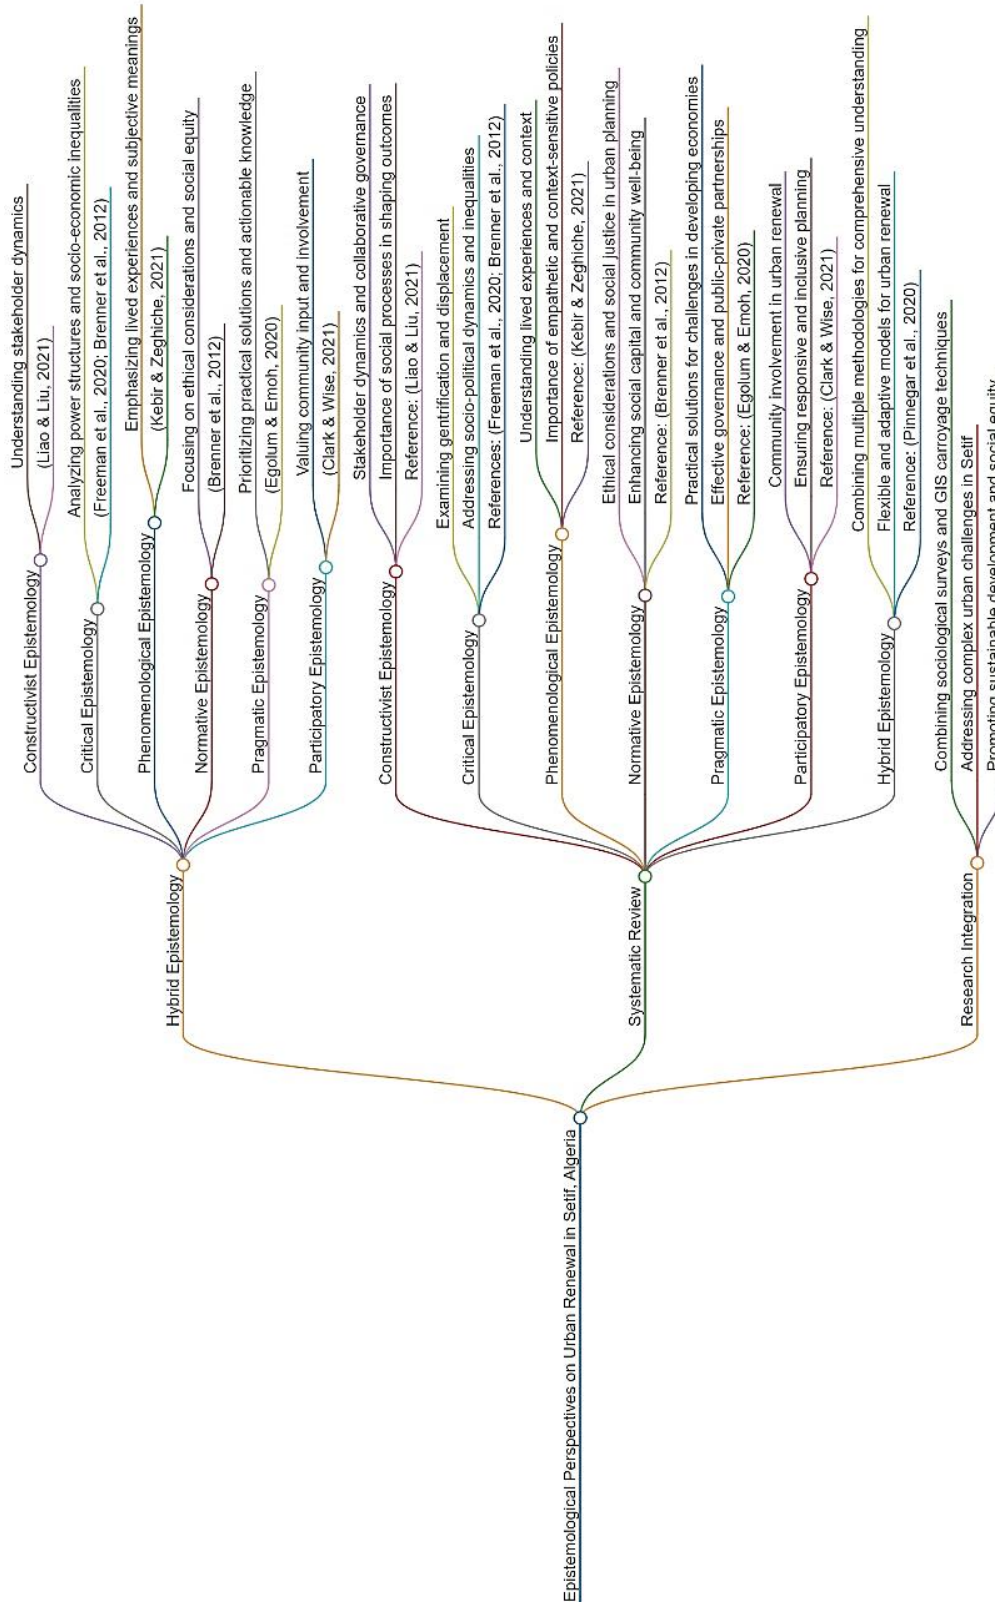 Epistemological Perspectives on Urban Renewal in Setif, Algeria
Hybrid Epistemology
Constructivist Epistemology
Understanding stakeholder dynamics
(Liao & Liu, 2021)
Critical Epistemology
Analyzing power structures and socio-economic inequalities
(Freeman et al., 2020; Brenner et al., 2012)
Phenomenological Epistemology
Emphasizing lived experiences and subjective meanings
(Kebir & Zeghiche, 2021)
Normative Epistemology
Focusing on ethical considerations and social equity
(Brenner et al., 2012)
Pragmatic Epistemology
Prioritizing practical solutions and actionable knowledge
(Egolum & Emoh, 2020)
Participatory Epistemology
Valuing community input and involvement
(Clark & Wise, 2021)
Systematic Review
Constructivist Epistemology
Stakeholder dynamics and collaborative governance
Importance of social processes in shaping outcomes
Reference: (Liao & Liu, 2021)
Critical Epistemology
Examining gentrification and displacement
Addressing socio-political dynamics and inequalities
References: (Freeman et al., 2020; Brenner et al., 2012)
Phenomenological Epistemology
Understanding lived experiences and context
Importance of empathetic and context-sensitive policies
Reference: (Kebir & Zeghiche, 2021)
Normative Epistemology
Ethical considerations and social justice in urban planning
Enhancing social capital and community well-being
Reference: (Brenner et al., 2012)
Pragmatic Epistemology
Practical solutions for challenges in developing economies
Effective governance and public-private partnerships
Reference: (Egolum & Emoh, 2020)
Participatory Epistemology
Community involvement in urban renewal
Ensuring responsive and inclusive planning
Reference: (Clark & Wise, 2021)
Hybrid Epistemology
Combining multiple methodologies for comprehensive understanding
Flexible and adaptive models for urban renewal
Reference: (Pinnegar et al., 2020)
Research Integration
Combining sociological surveys and GIS carroyage techniques
Addressing complex urban challenges in Setif
Promoting sustainable development and social equity